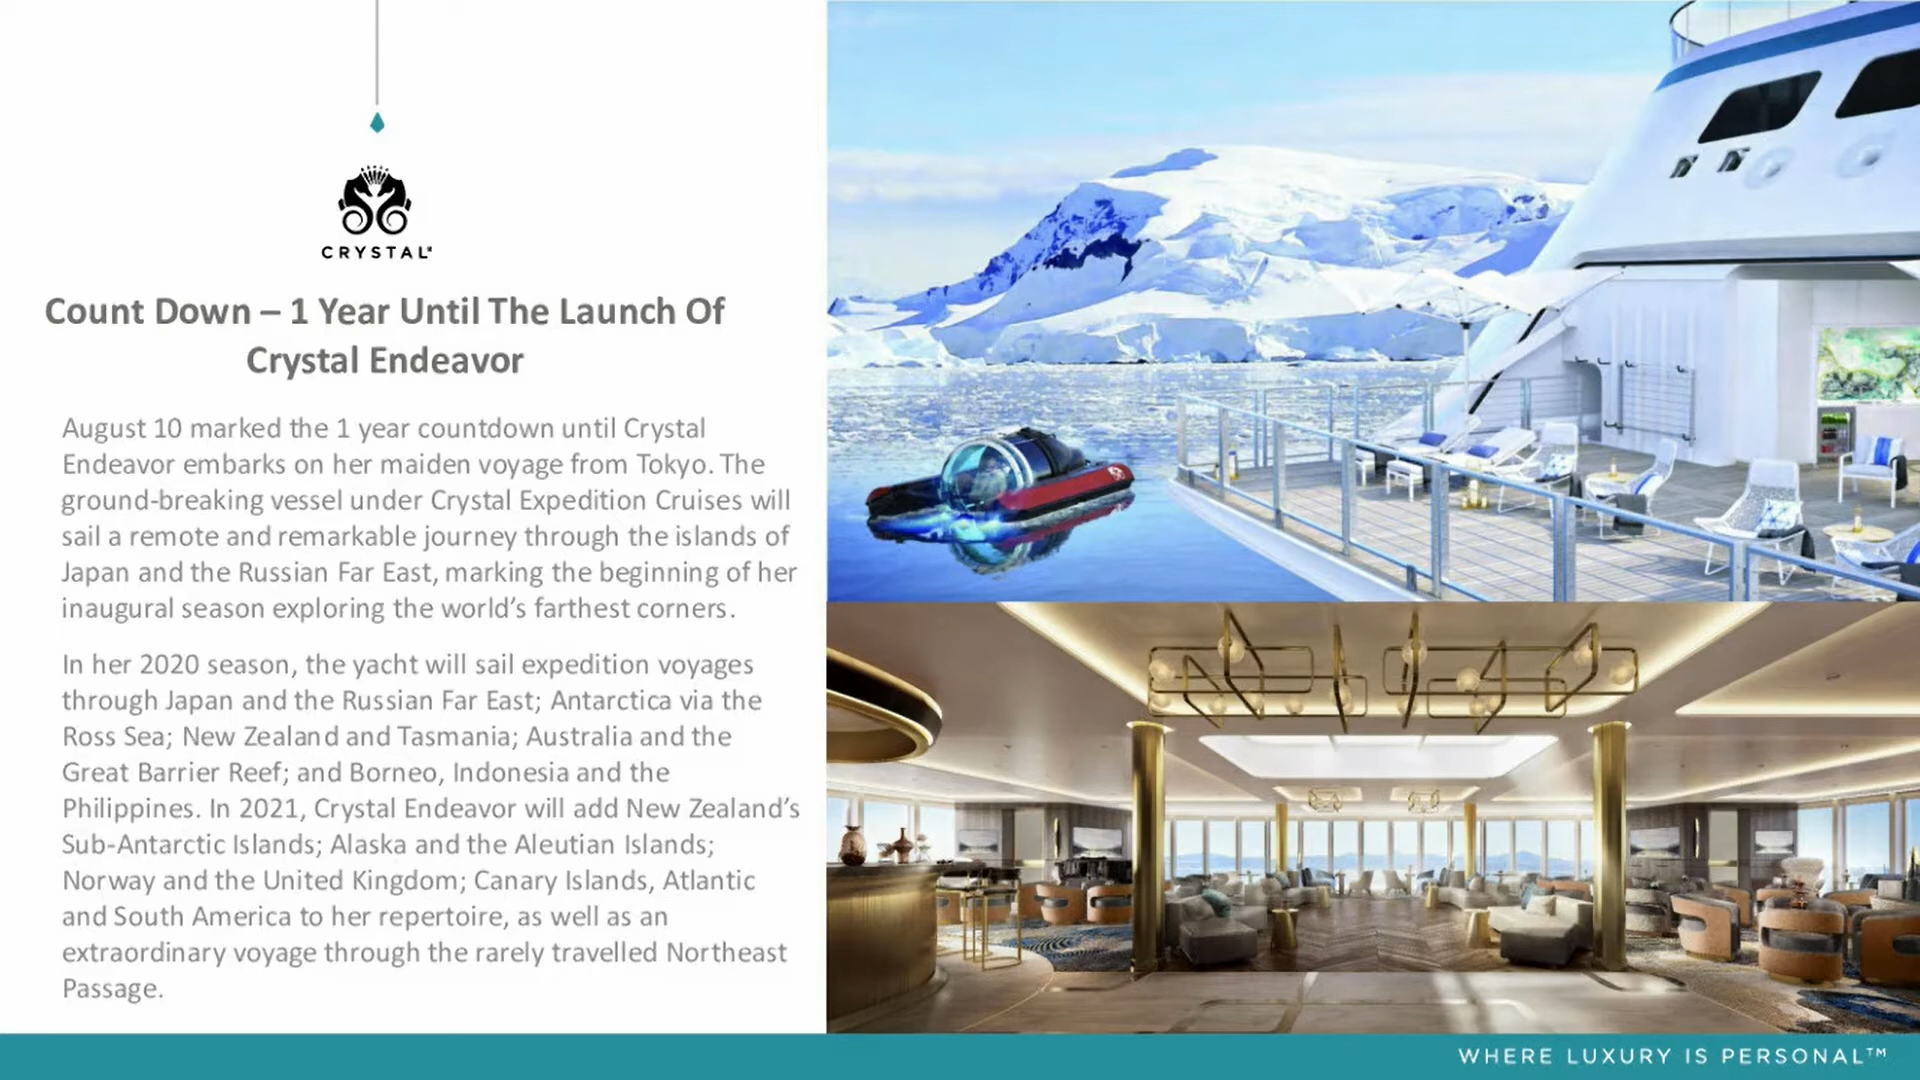 CRYSTAL
Count Down – 1 Year Until The Launch Of
Crystal Endeavor
August 10 marked the 1 year countdown until Crystal
Endeavor embarks on her maiden voyage from Tokyo. The
ground-breaking vessel under Crystal Expedition Cruises will
sail a remote and remarkable journey through the islands of
Japan and the Russian Far East, marking the beginning of her
inaugural season exploring the world’s farthest corners.
In her 2020 season, the yacht will sail expedition voyages
through Japan and the Russian Far East; Antarctica via the
Ross Sea; New Zealand and Tasmania; Australia and the
Great Barrier Reef; and Borneo, Indonesia and the
Philippines. In 2021, Crystal Endeavor will add New Zealand’s
Sub-Antarctic Islands; Alaska and the Aleutian Islands;
Norway and the United Kingdom; Canary Islands, Atlantic
and South America to her repertoire, as well as an
extraordinary voyage through the rarely travelled Northeast
Passage.
WHERE LUXURY IS PERSONAL™